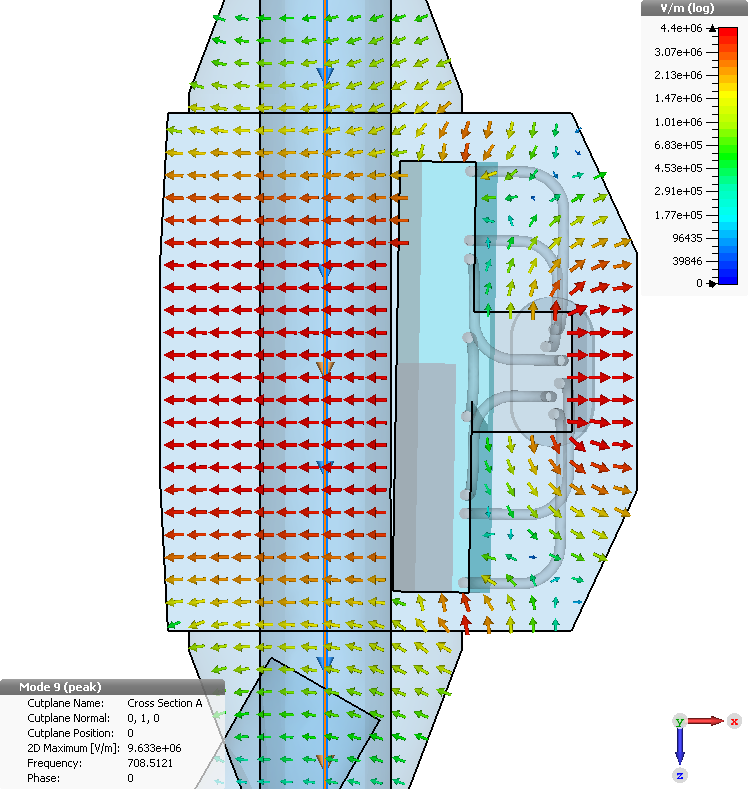 V/m (log)
4.4e+06
3.07e+06
2.13e+06
1.47e+06
1.01e+06
6.83e+05
4.53e+05
2.91e+05
1.77e+05
96435
39846
0
Mode 9 (peak)
Cutplane Name: Cross Section A
Cutplane Normal: 0, 1, 0
Cutplane Position: 0
2D Maximum [V/m]: 9.633e+06
Frequency: 708.5121
Phase: 0
y x
z